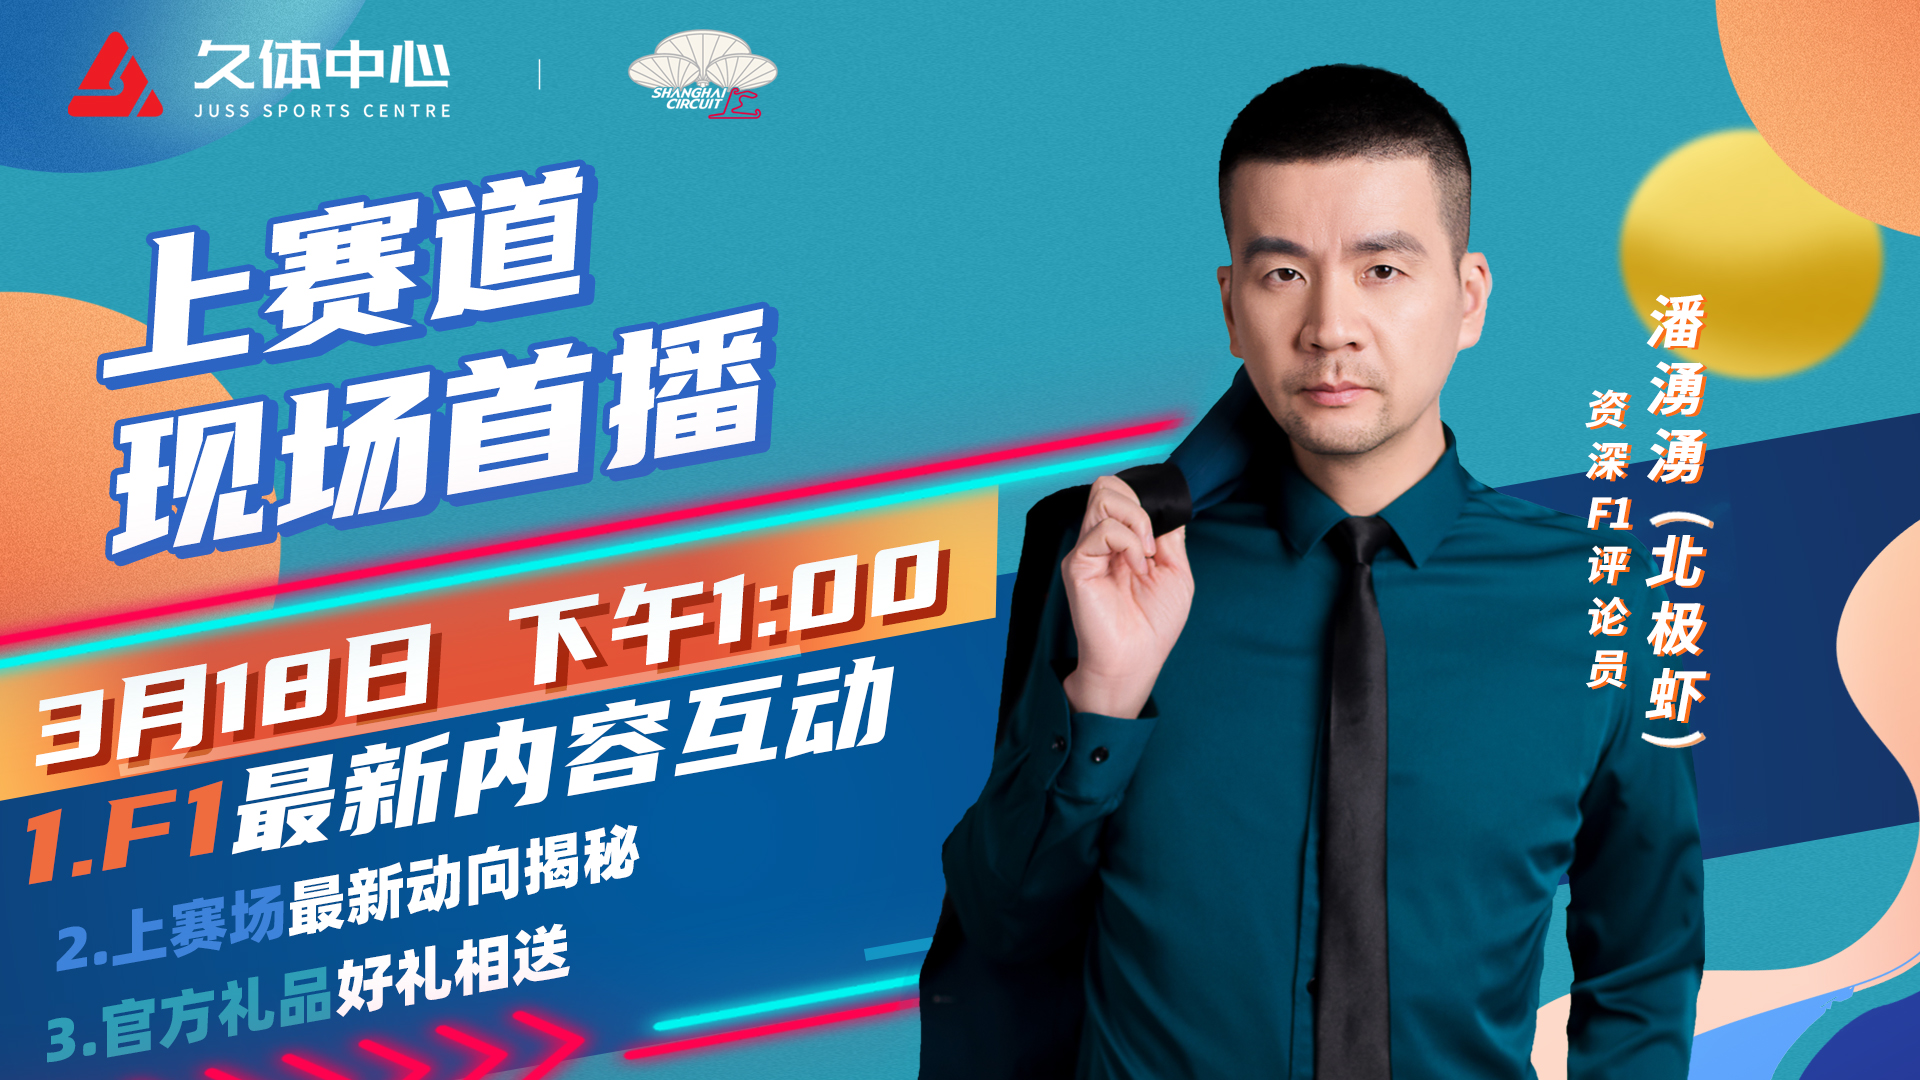 久体中心
JUSS SPORTS CENTRE
SHANGHAI
CIRCUIT
上赛道
现场首播
3月18日 下午1:00
1.F1最新内容互动
2.上赛场最新动向揭秘
3.官方礼品好礼相送
潘湧湧（北极虾）
资深F1评论员